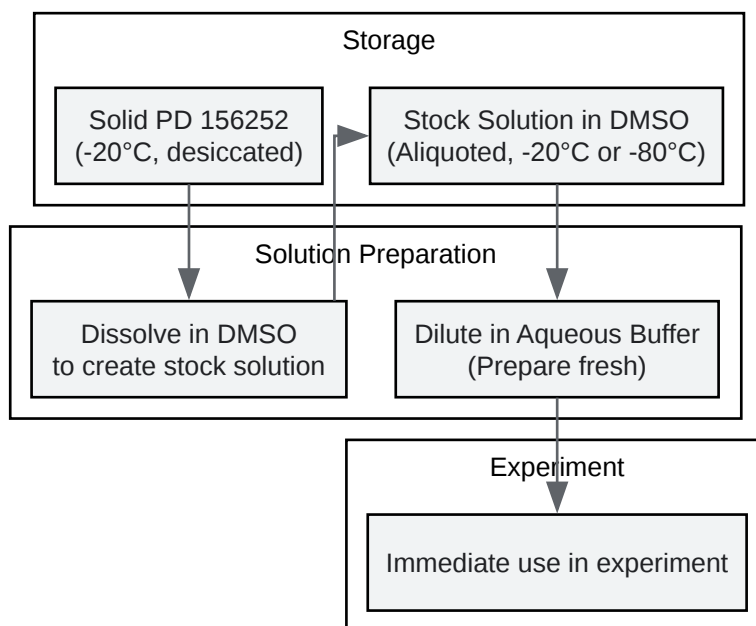 Storage
Solid PD 156252
(-20°C, desiccated)
Stock Solution in DMSO
(Aliquoted, -20°C or -80°C)
Solution Preparation
Dissolve in DMSO
to create stock solution
Dilute in Aqueous Buffer
(Prepare fresh)
Experiment
Immediate use in experiment